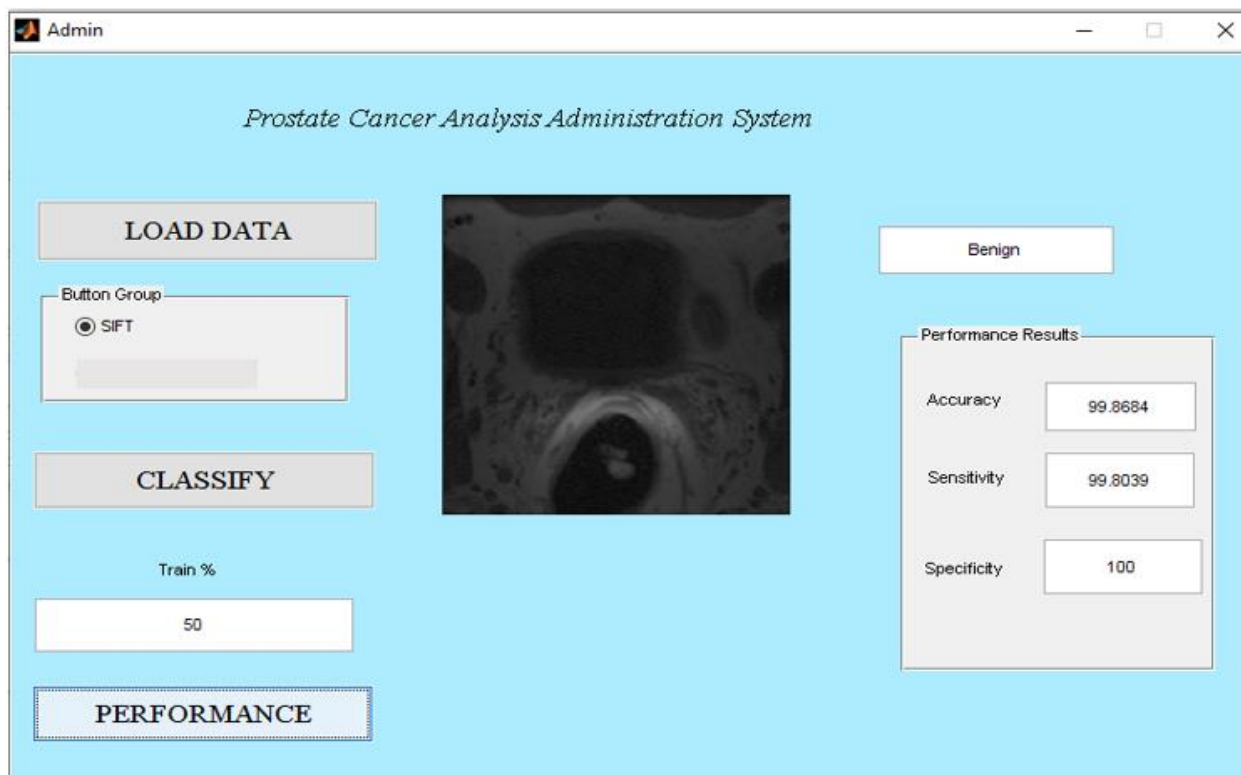 Admin
Prostate Cancer Analysis Administration System
LOAD DATA
Button Group
SIFT
CLASSIFY
Train %
50
PERFORMANCE
Benign
Performance Results
Accuracy
99.8684
Sensitivity
99.8039
Specificity
100